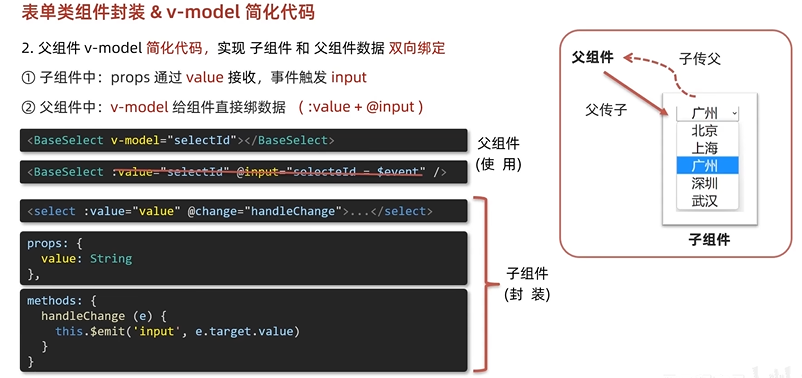 表单类组件封装 & v-model 简化代码
2. 父组件 v-model 简化代码，实现 子组件 和 父组件数据 双向绑定
① 子组件中：props 通过 value 接收，事件触发 input
② 父组件中：v-model 给组件直接绑数据 （ :value + @input ）
<BaseSelect v-model="selectId"></BaseSelect>
<BaseSelect :value="selectId" @input="selecteId = $event" />
父组件
(使 用)
<select :value="value" @change="handleChange">...</select>
props: {
value: String
},
methods: {
handleChange (e) {
this.$emit('input', e.target.value)
}
}
子组件
(封 装)
父组件
子传父
父传子
广州
北京
上海
广州
深圳
武汉
子组件